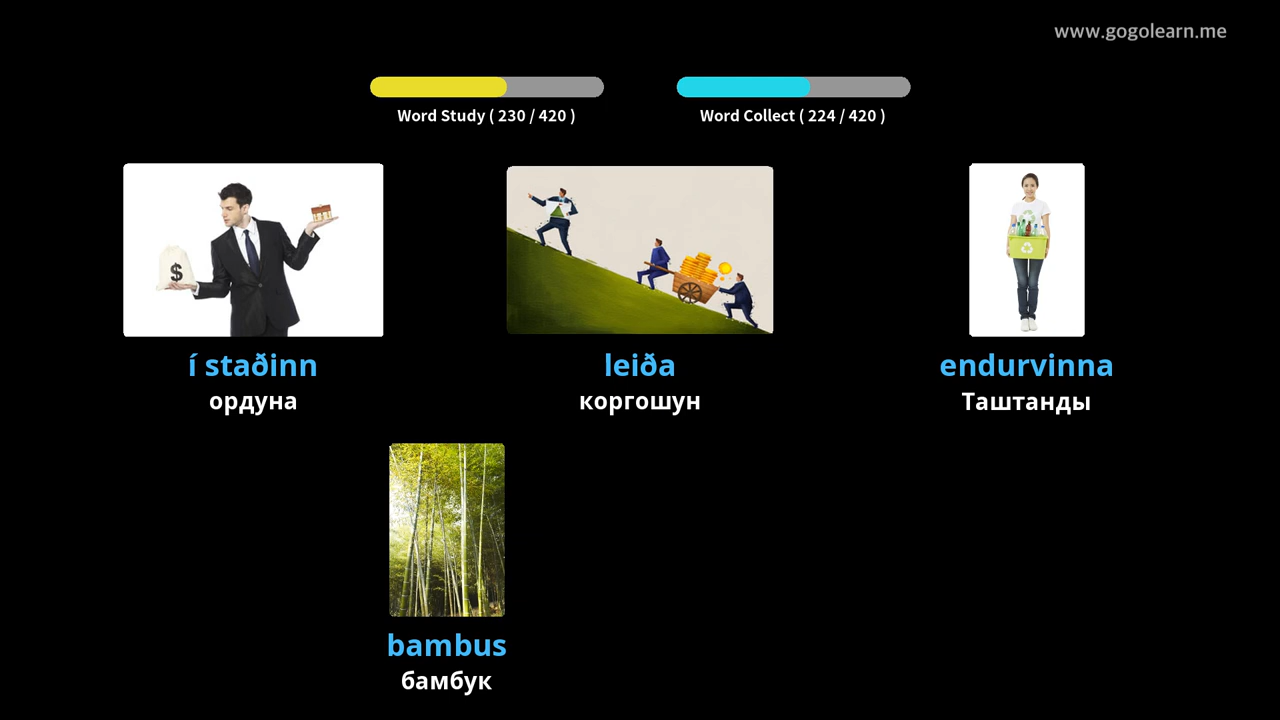 www.gogolearn.me
Word Study ( 230 / 420 )
Word Collect ( 224 / 420 )
$
í staðinn
leiða
endurvinna
ордуна
коргошун
Таштанды
bambus
бамбук